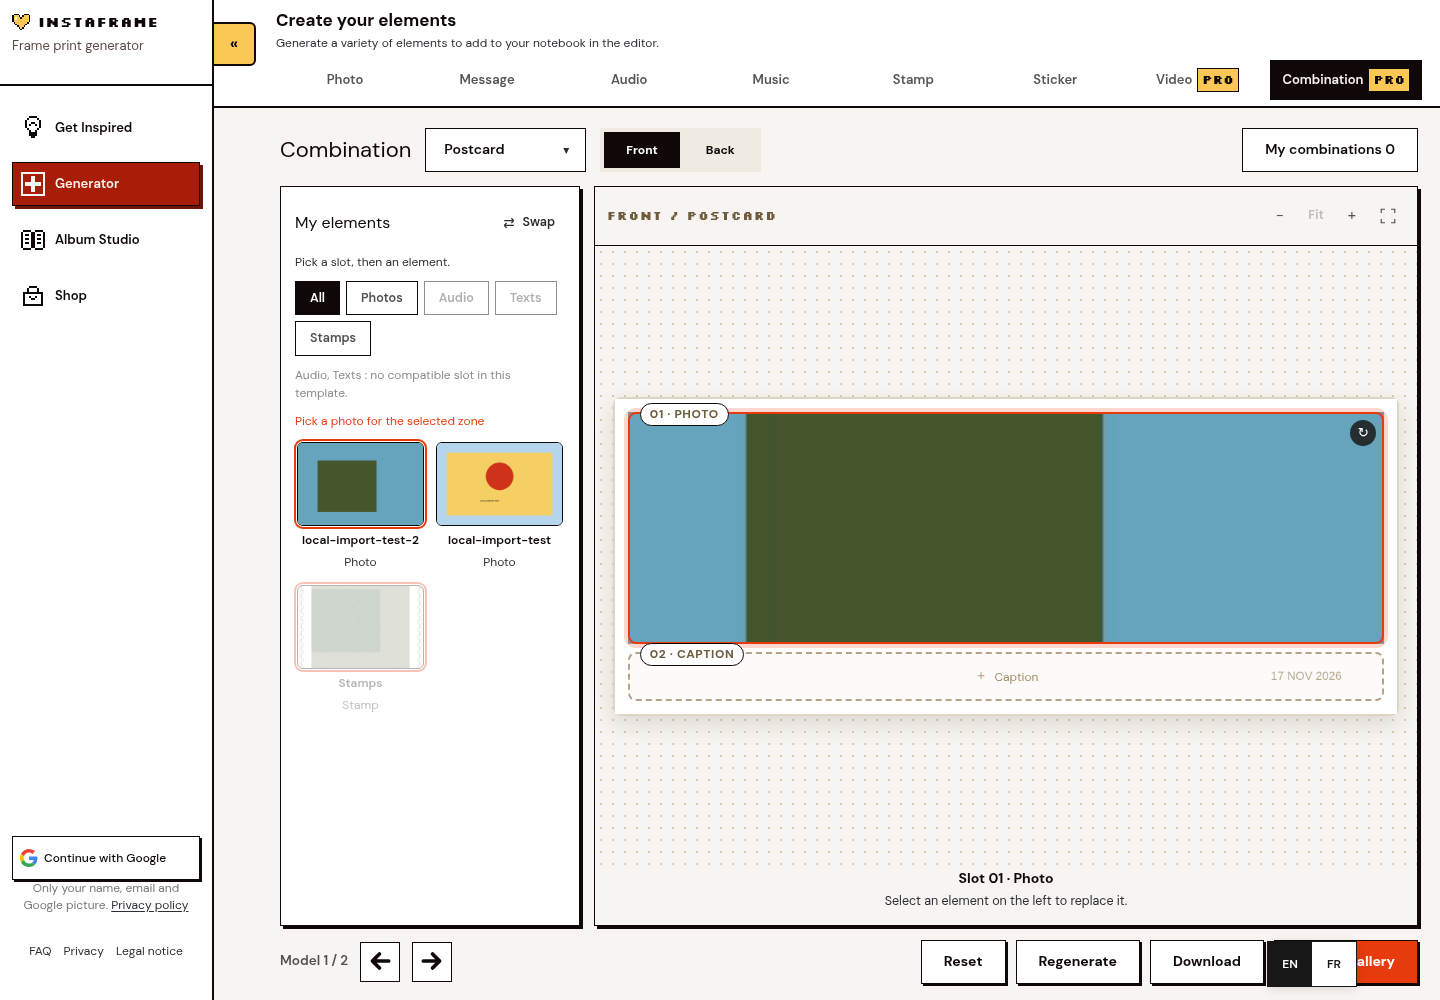 INSTAFRAME
Frame print generator
Get Inspired
Generator
Album Studio
Shop
Continue with Google
Only your name, email and
Google picture. Privacy policy
FAQ Privacy Legal notice
«
Create your elements
Generate a variety of elements to add to your notebook in the editor.
Photo Message Audio Music Stamp Sticker Video PRO Combination PRO
Combination Postcard ▾ Front Back My combinations 0
My elements ⇄ Swap
Pick a slot, then an element.
All Photos Audio Texts
Stamps
Audio, Texts : no compatible slot in this
template.
Pick a photo for the selected zone
local-import-test-2 local-import-test
Photo Photo
Stamps
Stamp
FRONT / POSTCARD − Fit +
01 · PHOTO
↻
02 · CAPTION
+ Caption 17 NOV 2026
Slot 01 · Photo
Select an element on the left to replace it.
Model 1 / 2 Reset Regenerate Download EN FR allery